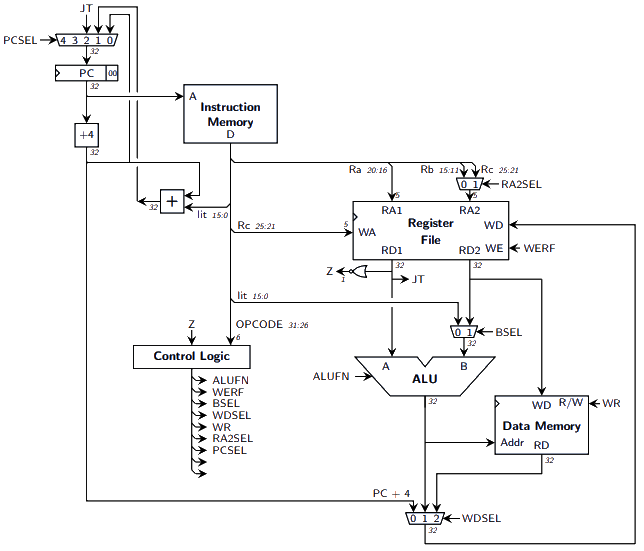 JT
PCSEL
4 3 2 1 0
32
PC 00
32
A
Instruction
Memory
D
+4
32
Ra 20:16
Rb 15:11
Rc 25:21
0 1
RA2SEL
5
5
+
32
lit 15:0
RA1
RA2
Register
File
WD
5
WA
Rc 25:21
RD1
RD2
WE
WERF
32
32
Z
1
JT
lit 15:0
Z
OPCODE 31:26
6
0 1
BSEL
32
Control Logic
A
B
ALU
ALUFN
32
ALUFN
WERF
BSEL
WDSEL
WR
RA2SEL
PCSEL
WD
R/W
WR
Data Memory
Addr
RD
32
PC + 4
0 1 2
WDSEL
32